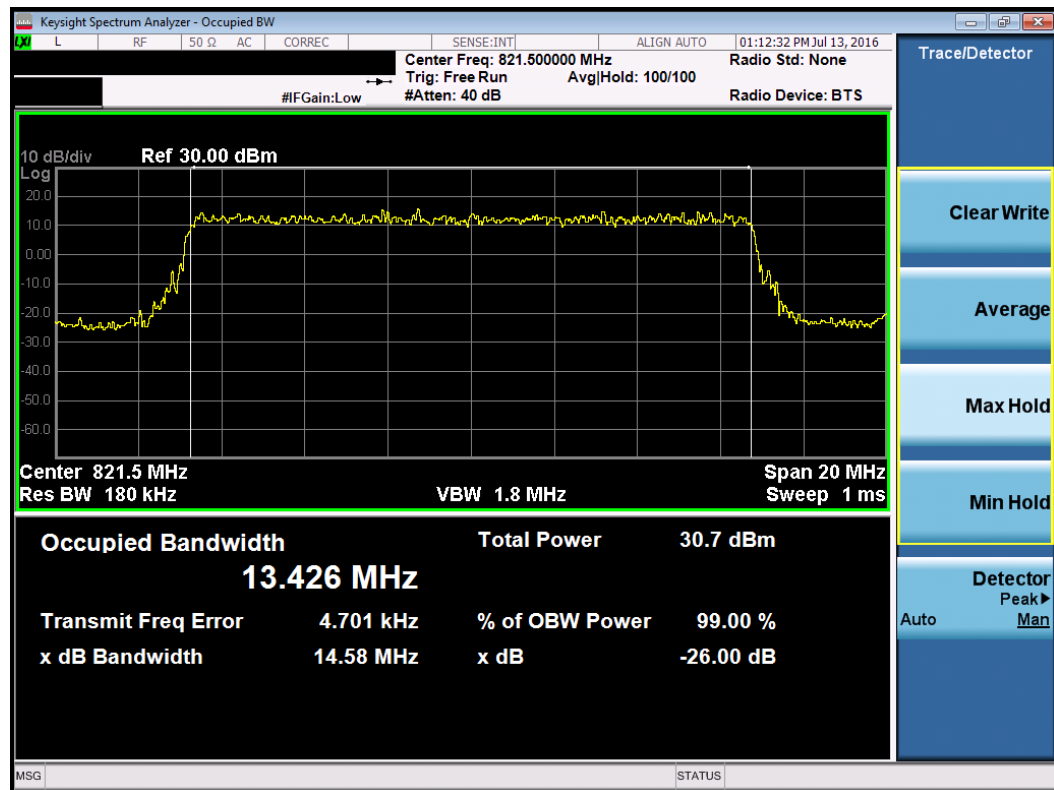 Keysight Spectrum Analyzer - Occupied BW
LXI L RF 50 Ω AC CORREC SENSE:INT ALIGN AUTO 01:12:32 PM Jul 13, 2016
Center Freq: 821.500000 MHz Radio Std: None
Trig: Free Run Avg|Hold: 100/100
#IFGain:Low #Atten: 40 dB Radio Device: BTS
10 dB/div Ref 30.00 dBm
Log
20.0
10.0
0.00
-10.0
-20.0
-30.0
-40.0
-50.0
-60.0
Center 821.5 MHz Span 20 MHz
Res BW 180 kHz VBW 1.8 MHz Sweep 1 ms
Occupied Bandwidth Total Power 30.7 dBm
13.426 MHz
Transmit Freq Error 4.701 kHz % of OBW Power 99.00 %
x dB Bandwidth 14.58 MHz x dB -26.00 dB
MSG STATUS
Trace/Detector
Clear Write
Average
Max Hold
Min Hold
Detector
Peak▶
Auto Man